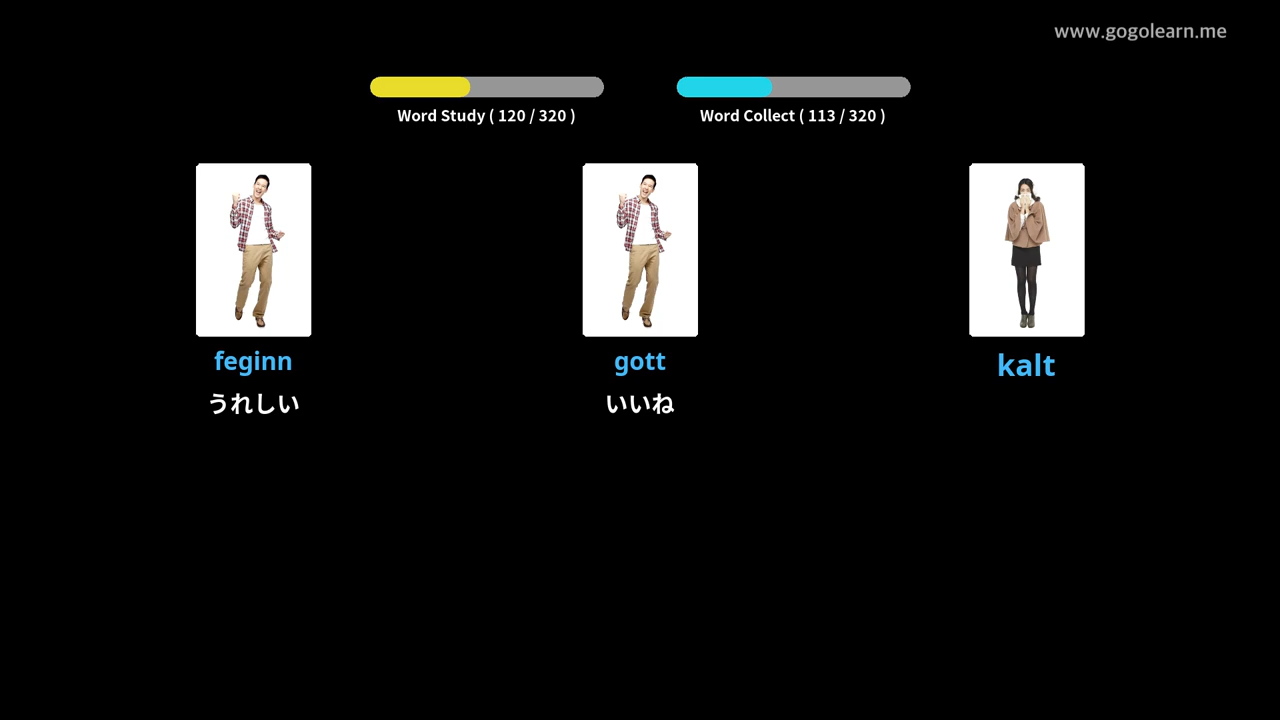 www.gogolearn.me
Word Study ( 120 / 320 )
Word Collect ( 113 / 320 )
feginn
うれしい
gott
いいね
kalt